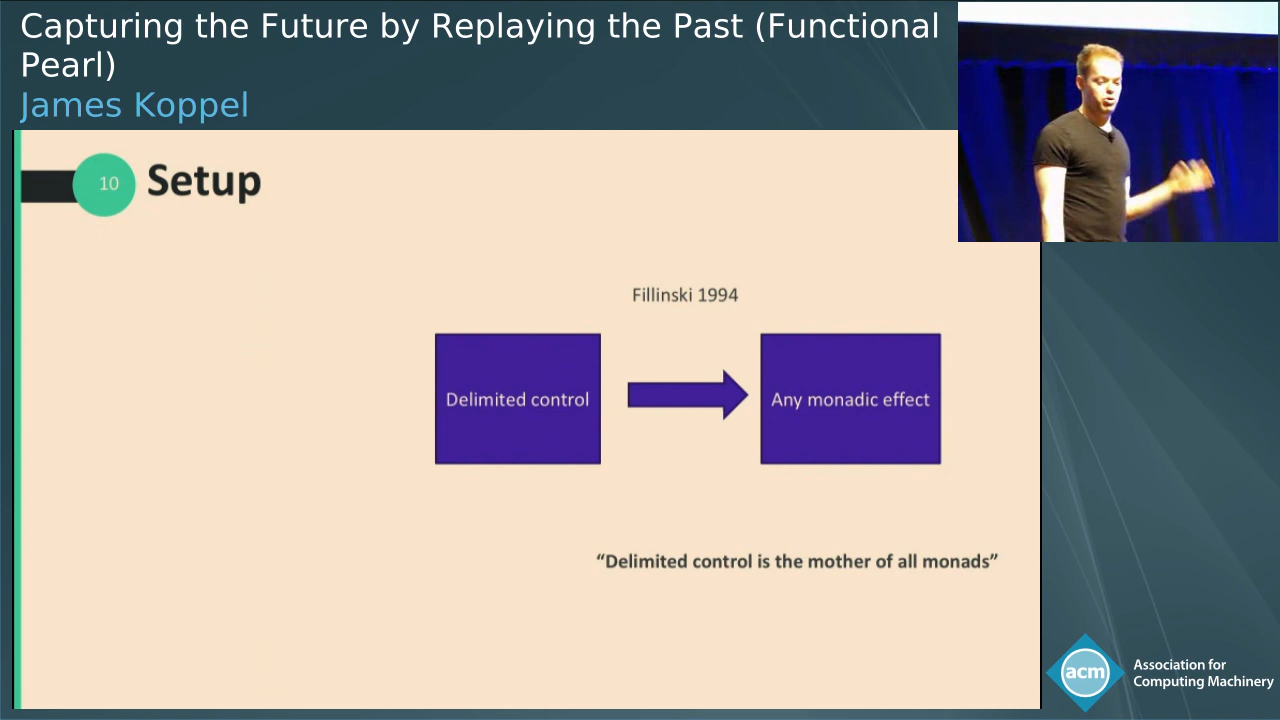 Capturing the Future by Replaying the Past (Functional
Pearl)
James Koppel
10
Setup
Fillinski 1994
Delimited control
Any monadic effect
“Delimited control is the mother of all monads”
acm
Association for
Computing Machinery